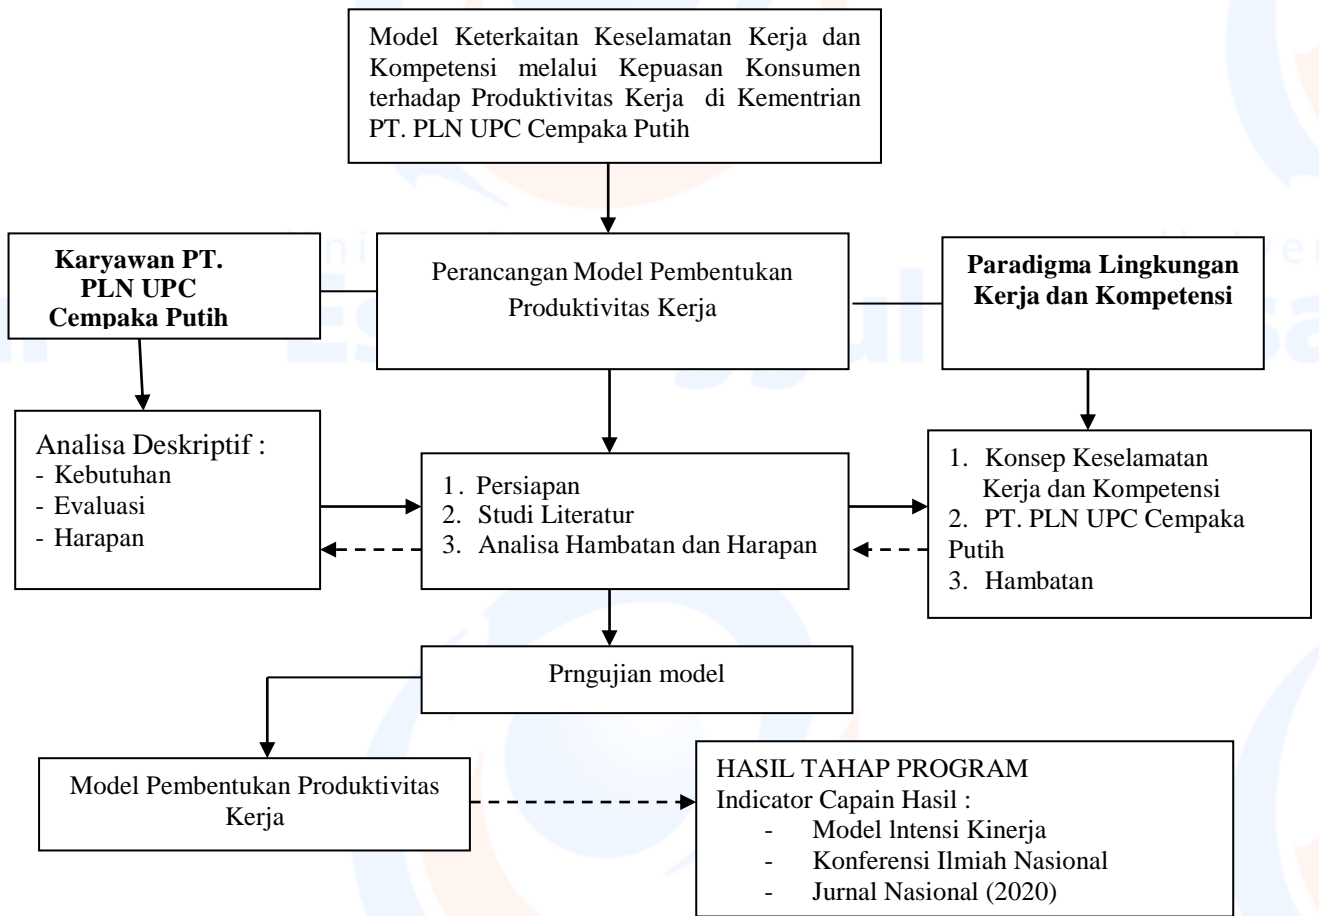 Model Keterkaitan Keselamatan Kerja dan
Kompetensi melalui Kepuasan Konsumen
terhadap Produktivitas Kerja di Kementrian
PT. PLN UPC Cempaka Putih
Karyawan PT.
PLN UPC
Cempaka Putih
Perancangan Model Pembentukan
Produktivitas Kerja
Paradigma Lingkungan
Kerja dan Kompetensi
Analisa Deskriptif :
- Kebutuhan
- Evaluasi
- Harapan
1. Persiapan
2. Studi Literatur
3. Analisa Hambatan dan Harapan
1. Konsep Keselamatan
Kerja dan Kompetensi
2. PT. PLN UPC Cempaka
Putih
3. Hambatan
Prngujian model
Model Pembentukan Produktivitas
Kerja
HASIL TAHAP PROGRAM
Indicator Capain Hasil :
- Model lntensi Kinerja
- Konferensi Ilmiah Nasional
- Jurnal Nasional (2020)